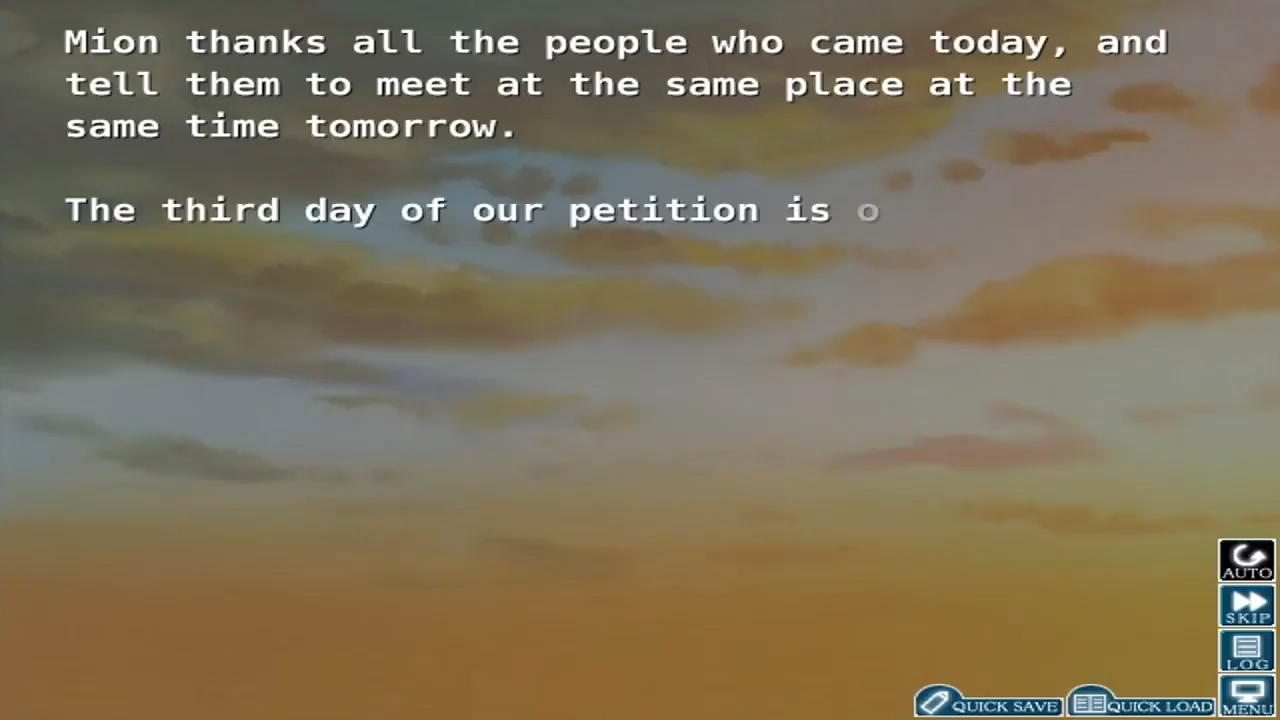 Mion thanks all the people who came today, and
tell them to meet at the same place at the
same time tomorrow.
The third day of our petition is o
AUTO
SKIP
LOG
QUICK SAVE
QUICK LOAD
MENU